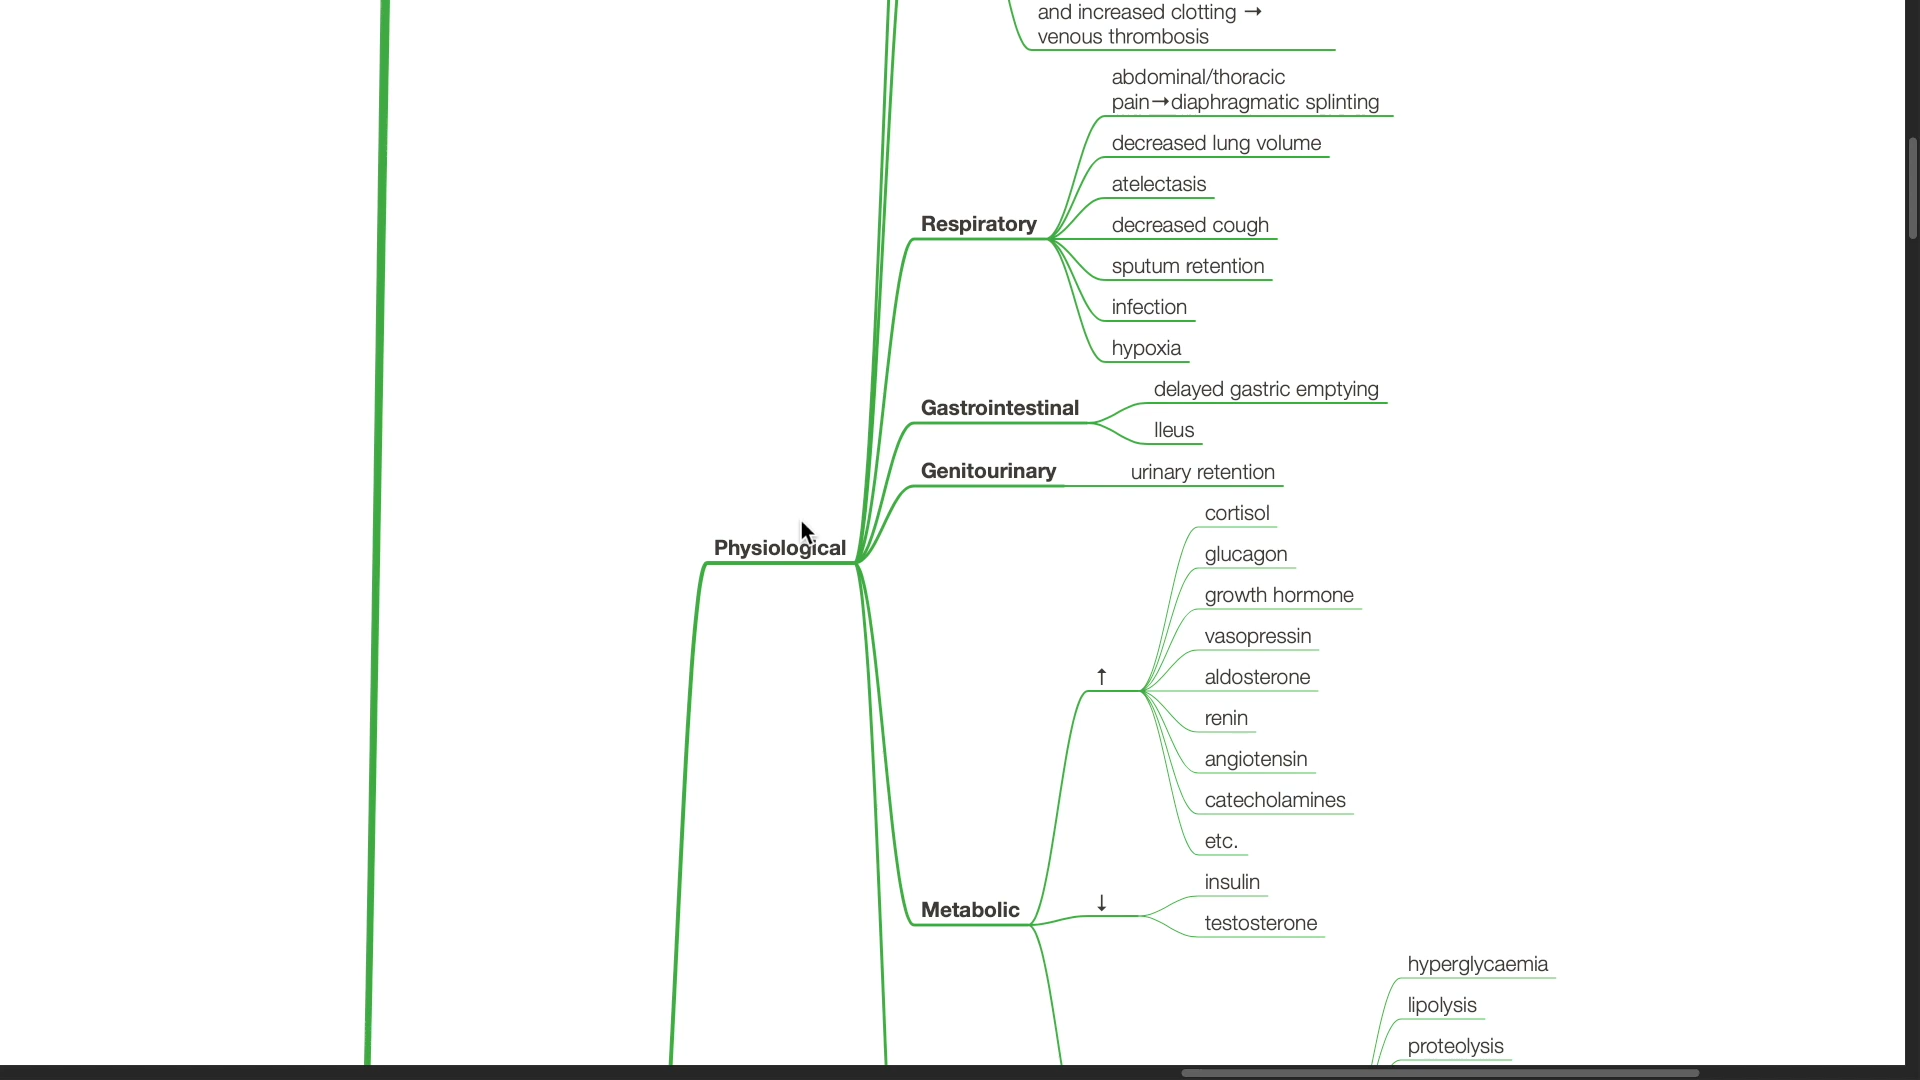 and increased clotting →
venous thrombosis
abdominal/thoracic
pain→diaphragmatic splinting
decreased lung volume
atelectasis
Respiratory
decreased cough
sputum retention
infection
hypoxia
delayed gastric emptying
Gastrointestinal
Ileus
Genitourinary
urinary retention
cortisol
Physiological
glucagon
growth hormone
vasopressin
↑
aldosterone
renin
angiotensin
catecholamines
etc.
insulin
↓
Metabolic
testosterone
hyperglycaemia
lipolysis
proteolysis